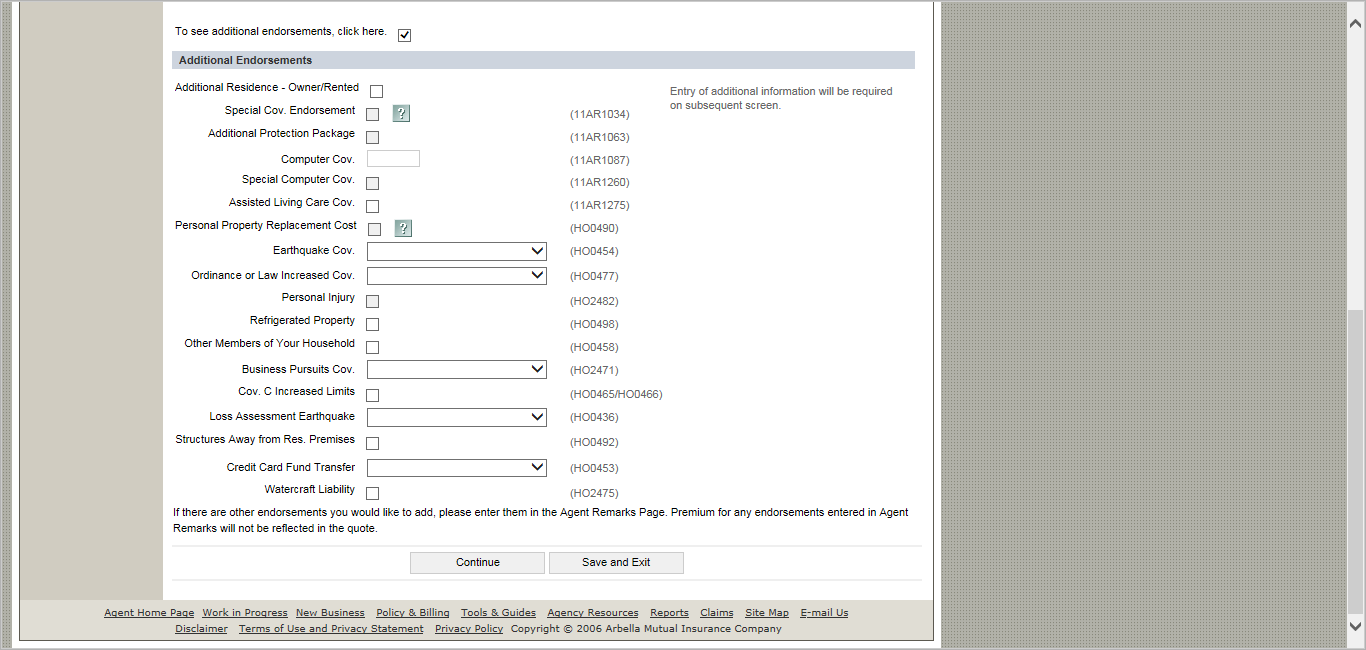 To see additional endorsements, click here.
Additional Endorsements
Additional Residence - Owner/Rented
Entry of additional information will be required
on subsequent screen.
Special Cov. Endorsement ? (11AR1034)
Additional Protection Package (11AR1063)
Computer Cov. (11AR1087)
Special Computer Cov. (11AR1260)
Assisted Living Care Cov. (11AR1275)
Personal Property Replacement Cost ? (HO0490)
Earthquake Cov. (HO0454)
Ordinance or Law Increased Cov. (HO0477)
Personal Injury (HO2482)
Refrigerated Property (HO0498)
Other Members of Your Household (HO0458)
Business Pursuits Cov. (HO2471)
Cov. C Increased Limits (HO0465/HO0466)
Loss Assessment Earthquake (HO0436)
Structures Away from Res. Premises (HO0492)
Credit Card Fund Transfer (HO0453)
Watercraft Liability (HO2475)
If there are other endorsements you would like to add, please enter them in the Agent Remarks Page. Premium for any endorsements entered in Agent
Remarks will not be reflected in the quote.
Continue Save and Exit
Agent Home Page Work in Progress New Business Policy & Billing Tools & Guides Agency Resources Reports Claims Site Map E-mail Us
Disclaimer Terms of Use and Privacy Statement Privacy Policy Copyright © 2006 Arbella Mutual Insurance Company